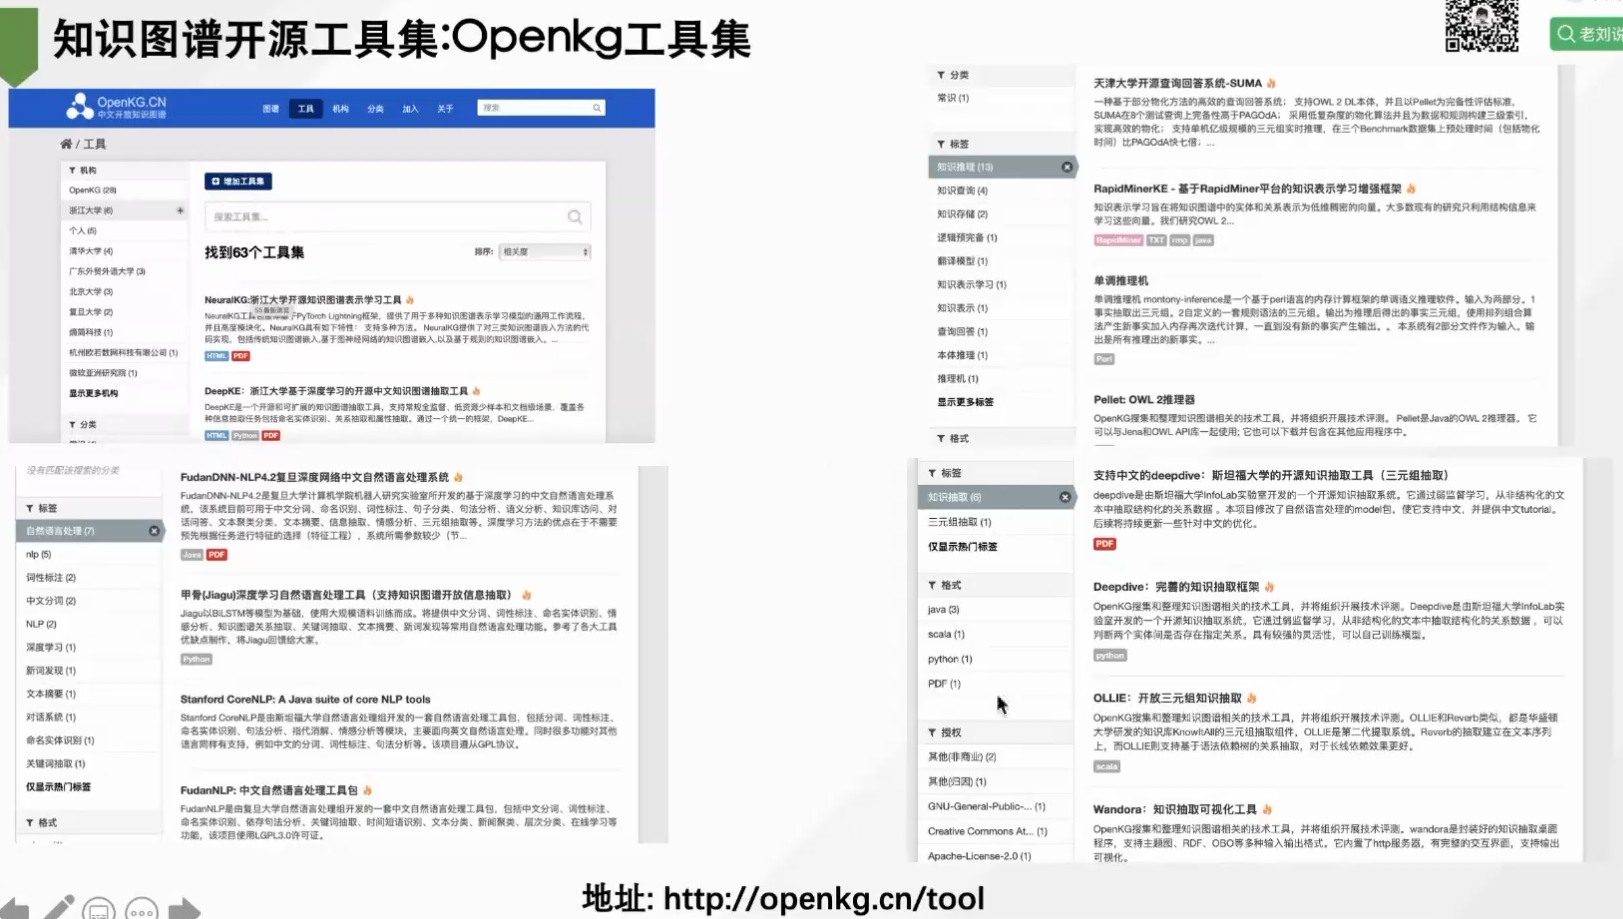 知识图谱开源工具集:Openkg工具集
老刘说
OpenKG.CN
中文开放知识图谱
图谱 工具 机构 分类 加入 关于 搜索
/ 工具
机构
OpenKG (28)
浙江大学 (6)
个人 (5)
清华大学 (4)
广东外贸外语大学 (3)
北京大学 (3)
复旦大学 (2)
熵简科技 (1)
杭州欧若数网科技有限公司 (1)
微软亚洲研究院 (1)
显示更多机构
分类
增加工具集
搜索工具集...
找到63个工具集
排序: 相关度
NeuralKG:浙江大学开源知识图谱表示学习工具
PyTorch Lightning框架，提供了用于多种知识图谱表示学习模型的通用工作流程，
并且高度模块化。NeuralKG具有如下特性： 支持多种方法。 NeuralKG提供了对三类知识图谱嵌入方法的代
码实现，包括传统知识图谱嵌入,基于图神经网络的知识图谱嵌入,以及基于规则的知识图谱嵌入。...
HTML PDF
DeepKE：浙江大学基于深度学习的开源中文知识图谱抽取工具
DeepKE是一个开源和可扩展的知识图谱抽取工具，支持常规全监督、低资源少样本和文档级场景，覆盖各
种信息抽取任务包括命名实体识别、关系抽取和属性抽取。通过一个统一的框架，DeepKE...
HTML Python PDF
分类
常识 (1)
标签
知识推理 (13)
知识查询 (4)
知识存储 (2)
逻辑预完备 (1)
翻译模型 (1)
知识表示学习 (1)
知识表示 (1)
查询回答 (1)
本体推理 (1)
推理机 (1)
显示更多标签
格式
天津大学开源查询回答系统-SUMA
一种基于部分物化方法的高效的查询回答系统； 支持OWL 2 DL本体，并且以Pellet为完备性评估标准，
SUMA在8个测试查询上完备性高于PAGOdA； 采用低复杂度的物化算法并且为数据和规则构建三级索引，
实现高效的物化； 支持单机亿级规模的三元组实时推理，在三个Benchmark数据集上预处理时间（包括物化
时间）比PAGOdA快七倍；...
RapidMinerKE - 基于RapidMiner平台的知识表示学习增强框架
知识表示学习旨在将知识图谱中的实体和关系表示为低维稠密的向量。大多数现有的研究只利用结构信息来
学习这些向量。我们研究OWL 2...
RapidMiner TXT rmp java
单调推理机
单调推理机 montony-inference是一个基于perl语言的内存计算框架的单调语义推理软件。输入为两部分。1
事实抽取出三元组。2自定义的一套规则语法的三元组。输出为推理后得出的事实三元组，使用排列组合算
法产生新事实加入内存再次迭代计算，一直到没有新的事实产生输出。。 本系统有2部分文件作为输入。输
出是所有推理出的新事实。...
Perl
Pellet: OWL 2推理器
OpenKG搜集和整理知识图谱相关的技术工具，并将组织开展技术评测。Pellet是Java的OWL 2推理器。 它
可以与Jena和OWL API库一起使用; 它也可以下载并包含在其他应用程序中。
没有匹配该搜索的分类
标签
自然语言处理 (7)
nlp (5)
词性标注 (2)
中文分词 (2)
NLP (2)
深度学习 (1)
新词发现 (1)
文本摘要 (1)
对话系统 (1)
命名实体识别 (1)
关键词抽取 (1)
仅显示热门标签
格式
FudanDNN-NLP4.2复旦深度网络中文自然语言处理系统
FudanDNN-NLP4.2是复旦大学计算机学院机器人研究实验室所开发的基于深度学习的中文自然语言处理系
统。该系统目前可用于中文分词、命名识别、词性标注、句子分类、句法分析、语义分析、知识库访问、对
话问答、文本聚类分类、文本摘要、信息抽取、情感分析、三元组抽取等。深度学习方法的优点在于不需要
预先根据任务进行特征的选择（特征工程），系统所需参数较少（节...
Java PDF
甲骨(Jiagu)深度学习自然语言处理工具（支持知识图谱开放信息抽取）
Jiagu以BiLSTM等模型为基础，使用大规模语料训练而成。将提供中文分词、词性标注、命名实体识别、情
感分析、知识图谱关系抽取、关键词抽取、文本摘要、新词发现等常用自然语言处理功能。参考了各大工具
优缺点制作，将Jiagu回馈给大家。
Python
Stanford CoreNLP: A Java suite of core NLP tools
Stanford CoreNLP是由斯坦福大学自然语言处理组开发的一套自然语言处理工具包，包括分词、词性标注、
命名实体识别、句法分析、指代消解、情感分析等模块，主要面向英文自然语言处理。同时很多功能对其他
语言同样有支持，例如中文的分词、词性标注、句法分析等。该项目遵从GPL协议。
FudanNLP: 中文自然语言处理工具包
FudanNLP是由复旦大学自然语言处理组开发的一套中文自然语言处理工具包，包括中文分词、词性标注、
命名实体识别、依存句法分析、关键词抽取、时间短语识别、文本分类、新闻聚类、层次分类、在线学习等
功能，该项目使用LGPL3.0许可证。
标签
知识抽取 (6)
三元组抽取 (1)
仅显示热门标签
格式
java (3)
scala (1)
python (1)
PDF (1)
授权
其他(非商业) (2)
其他(归因) (1)
GNU-General-Public-... (1)
Creative Commons At... (1)
Apache-License-2.0 (1)
支持中文的deepdive：斯坦福大学的开源知识抽取工具（三元组抽取）
deepdive是由斯坦福大学InfoLab实验室开发的一个开源知识抽取系统。它通过弱监督学习，从非结构化的文
本中抽取结构化的关系数据 。本项目修改了自然语言处理的model包，使它支持中文，并提供中文tutorial。
后续将持续更新一些针对中文的优化。
PDF
Deepdive：完善的知识抽取框架
OpenKG搜集和整理知识图谱相关的技术工具，并将组织开展技术评测。Deepdive是由斯坦福大学InfoLab实
验室开发的一个开源知识抽取系统。它通过弱监督学习，从非结构化的文本中抽取结构化的关系数据 。可以
判断两个实体间是否存在指定关系。具有较强的灵活性，可以自己训练模型。
python
OLLIE：开放三元组知识抽取
OpenKG搜集和整理知识图谱相关的技术工具，并将组织开展技术评测。OLLIE和Reverb类似，都是华盛顿
大学研发的知识库KnowItAll的三元组抽取组件，OLLIE是第二代提取系统。Reverb的抽取建立在文本序列
上，而OLLIE则支持基于语法依赖树的关系抽取，对于长线依赖效果更好。
scala
Wandora：知识抽取可视化工具
OpenKG搜集和整理知识图谱相关的技术工具，并将组织开展技术评测。wandora是封装好的知识抽取桌面
程序，支持主题图、RDF、OBO等多种输入输出格式。它内置了http服务器，有完整的交互界面，支持输出
可视化。
地址: http://openkg.cn/tool